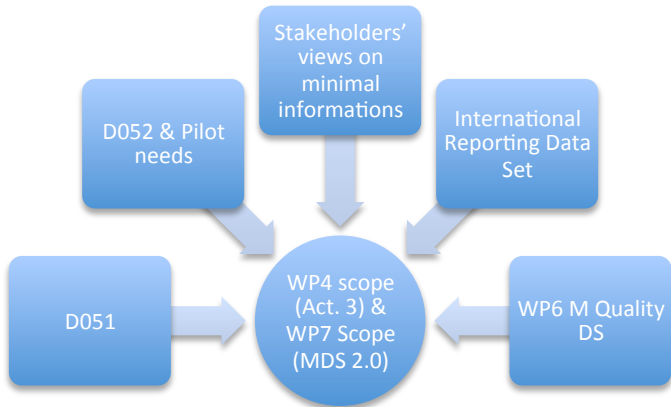 Stakeholders'
views on
minimal
informations
D052 & Pilot
needs
International
Reporting Data
Set
D051
WP4 scope
(Act. 3) &
WP7 Scope
(MDS 2.0)
WP6 M Quality
DS